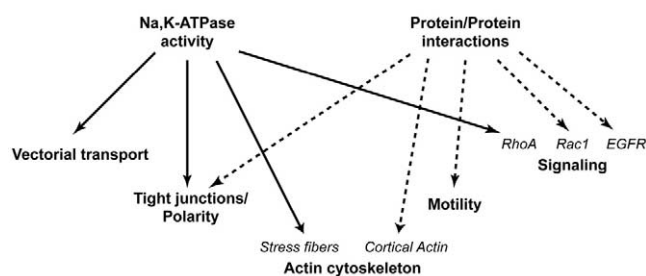 Na,K-ATPase
activity
Protein/Protein
interactions
Vectorial transport
RhoA Rac1 EGFR
Signaling
Tight junctions/
Polarity
Motility
Stress fibers Cortical Actin
Actin cytoskeleton